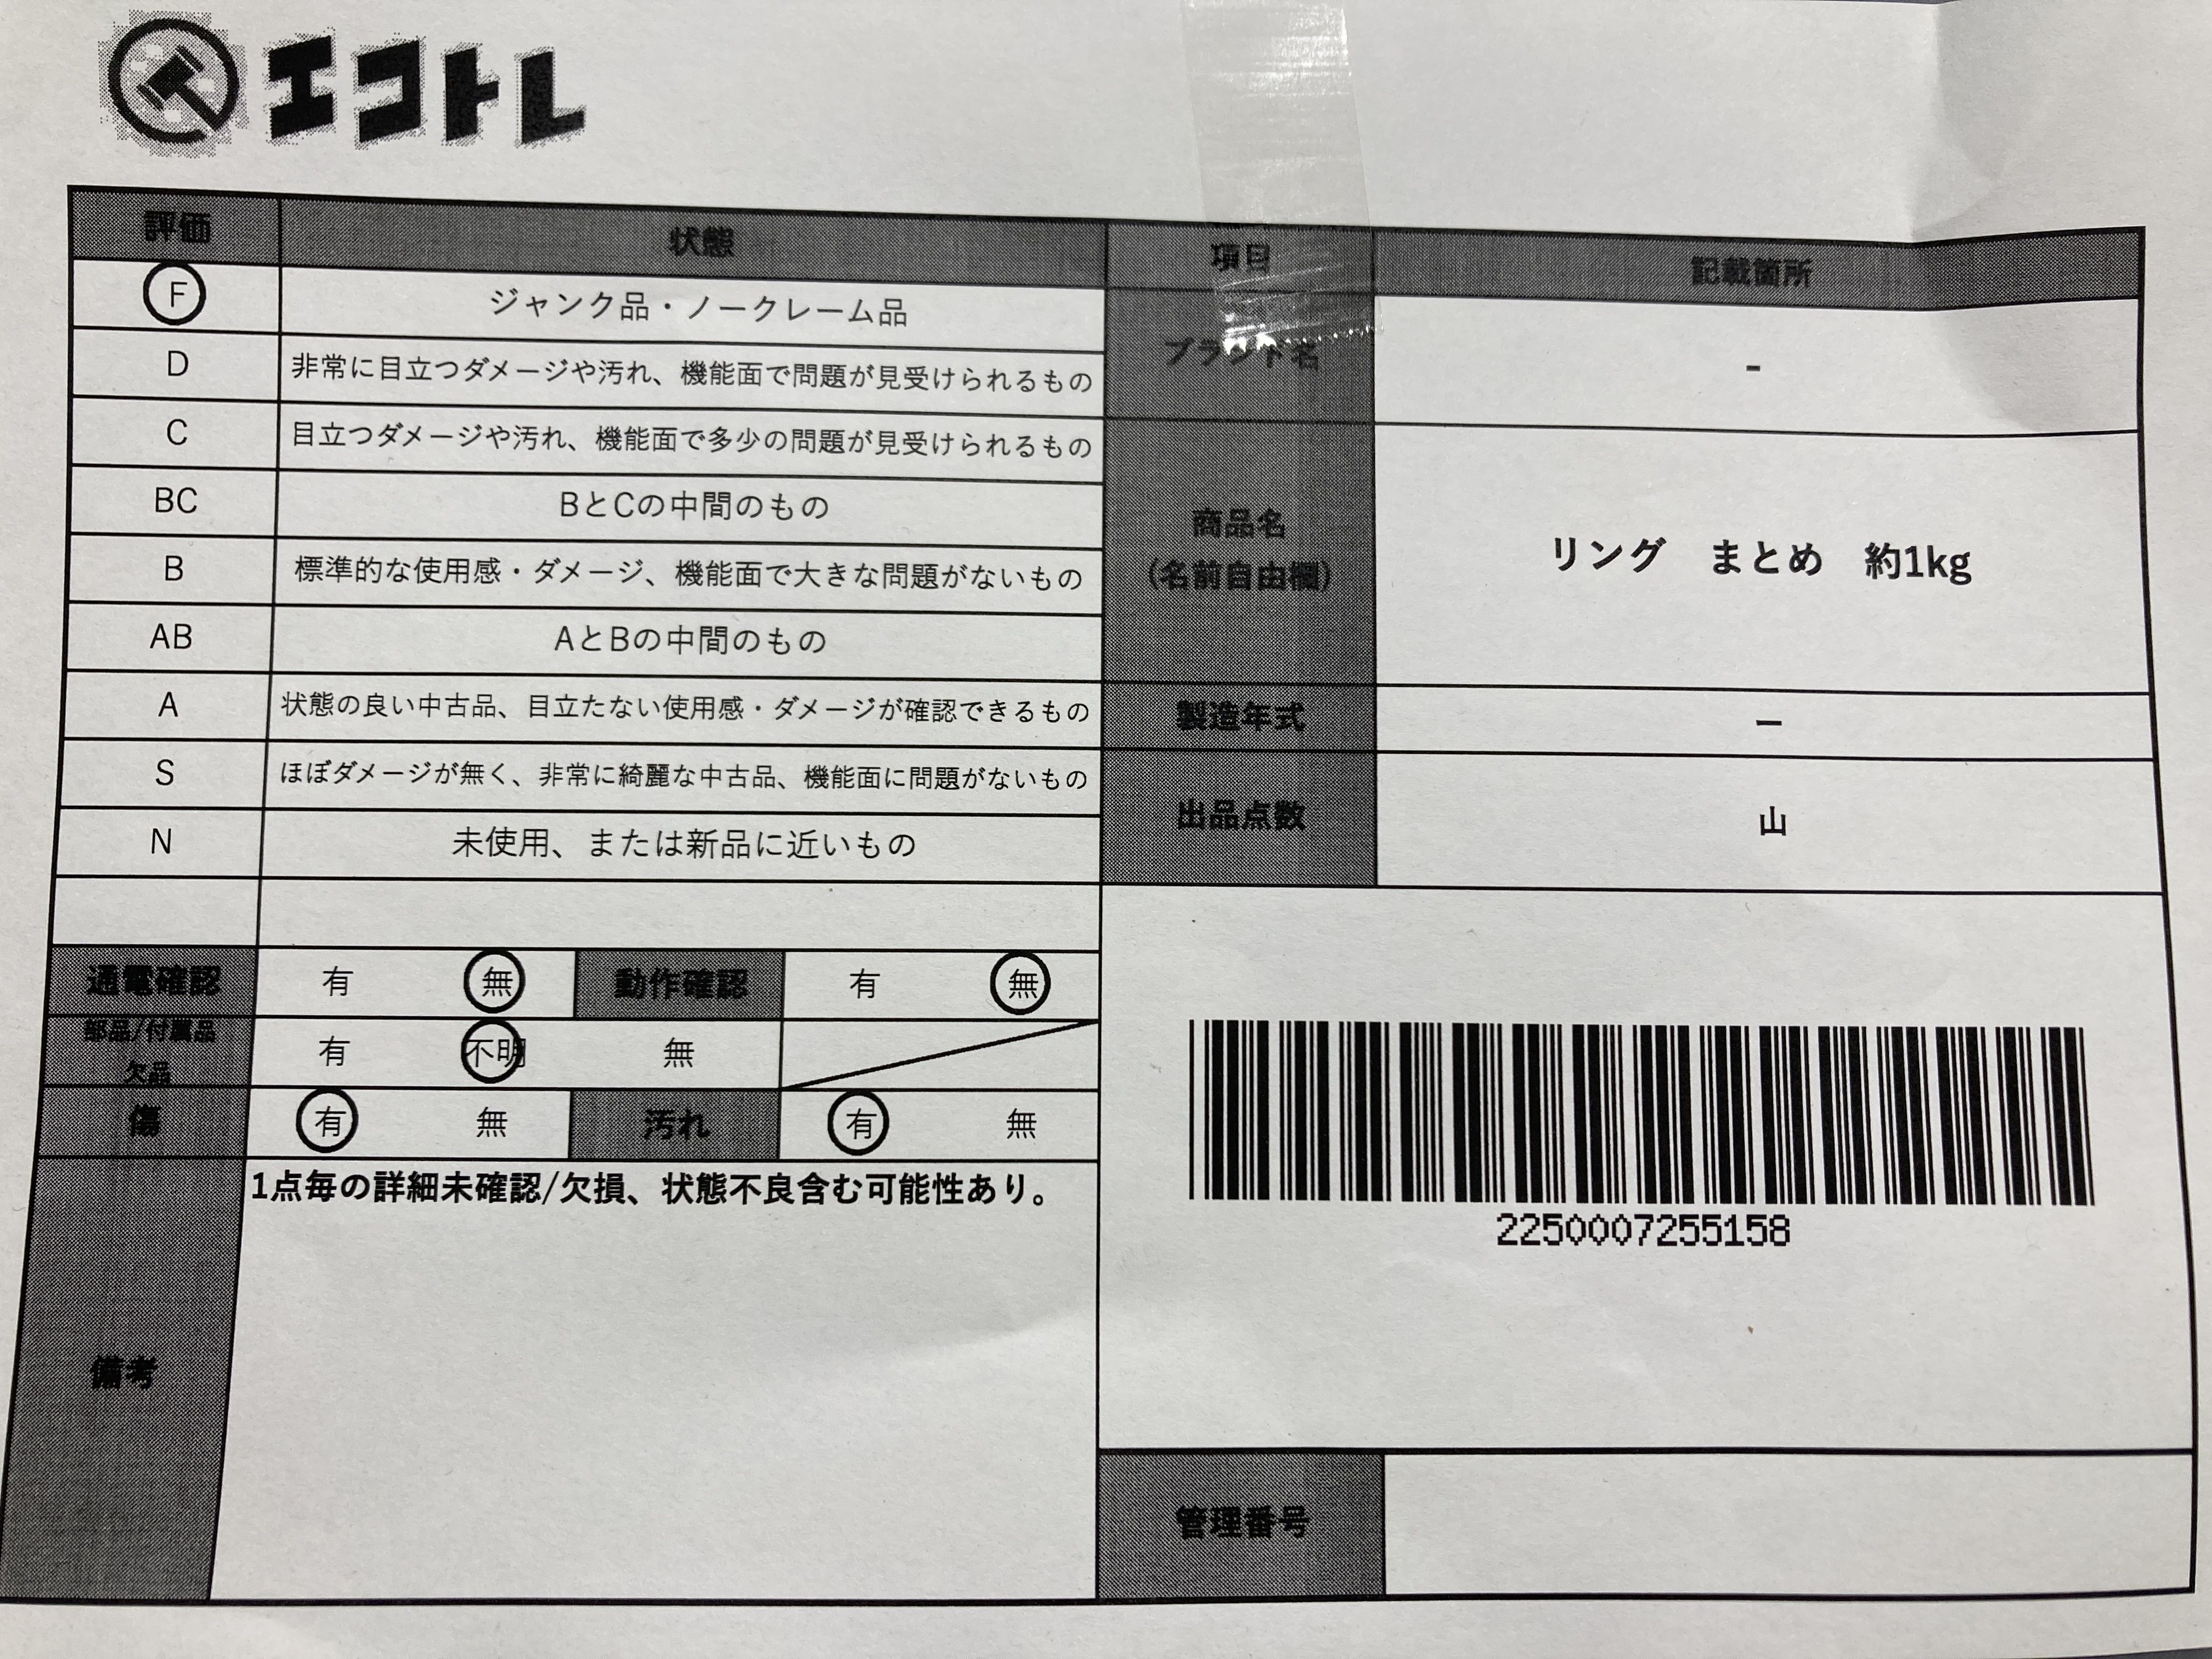 エコトレ
評価 状態 項目 記載箇所
F ジャンク品・ノークレーム品
D 非常に目立つダメージや汚れ、機能面で問題が見受けられるもの
C 目立つダメージや汚れ、機能面で多少の問題が見受けられるもの
BC BとCの中間のもの
B 標準的な使用感・ダメージ、機能面で大きな問題がないもの
AB AとBの中間のもの
A 状態の良い中古品、目立たない使用感・ダメージが確認できるもの
S ほぼダメージが無く、非常に綺麗な中古品、機能面に問題がないもの
N 未使用、または新品に近いもの
ブランド名 -
商品名
(名前自由欄)
リング まとめ 約1kg
製造年式 ー
出品点数 山
通電確認 有 無 動作確認 有 無
部品/付属品
欠品
有 不明 無
傷 有 無 汚れ 有 無
備考
1点毎の詳細未確認/欠損、状態不良含む可能性あり。
2250007255158
管理番号